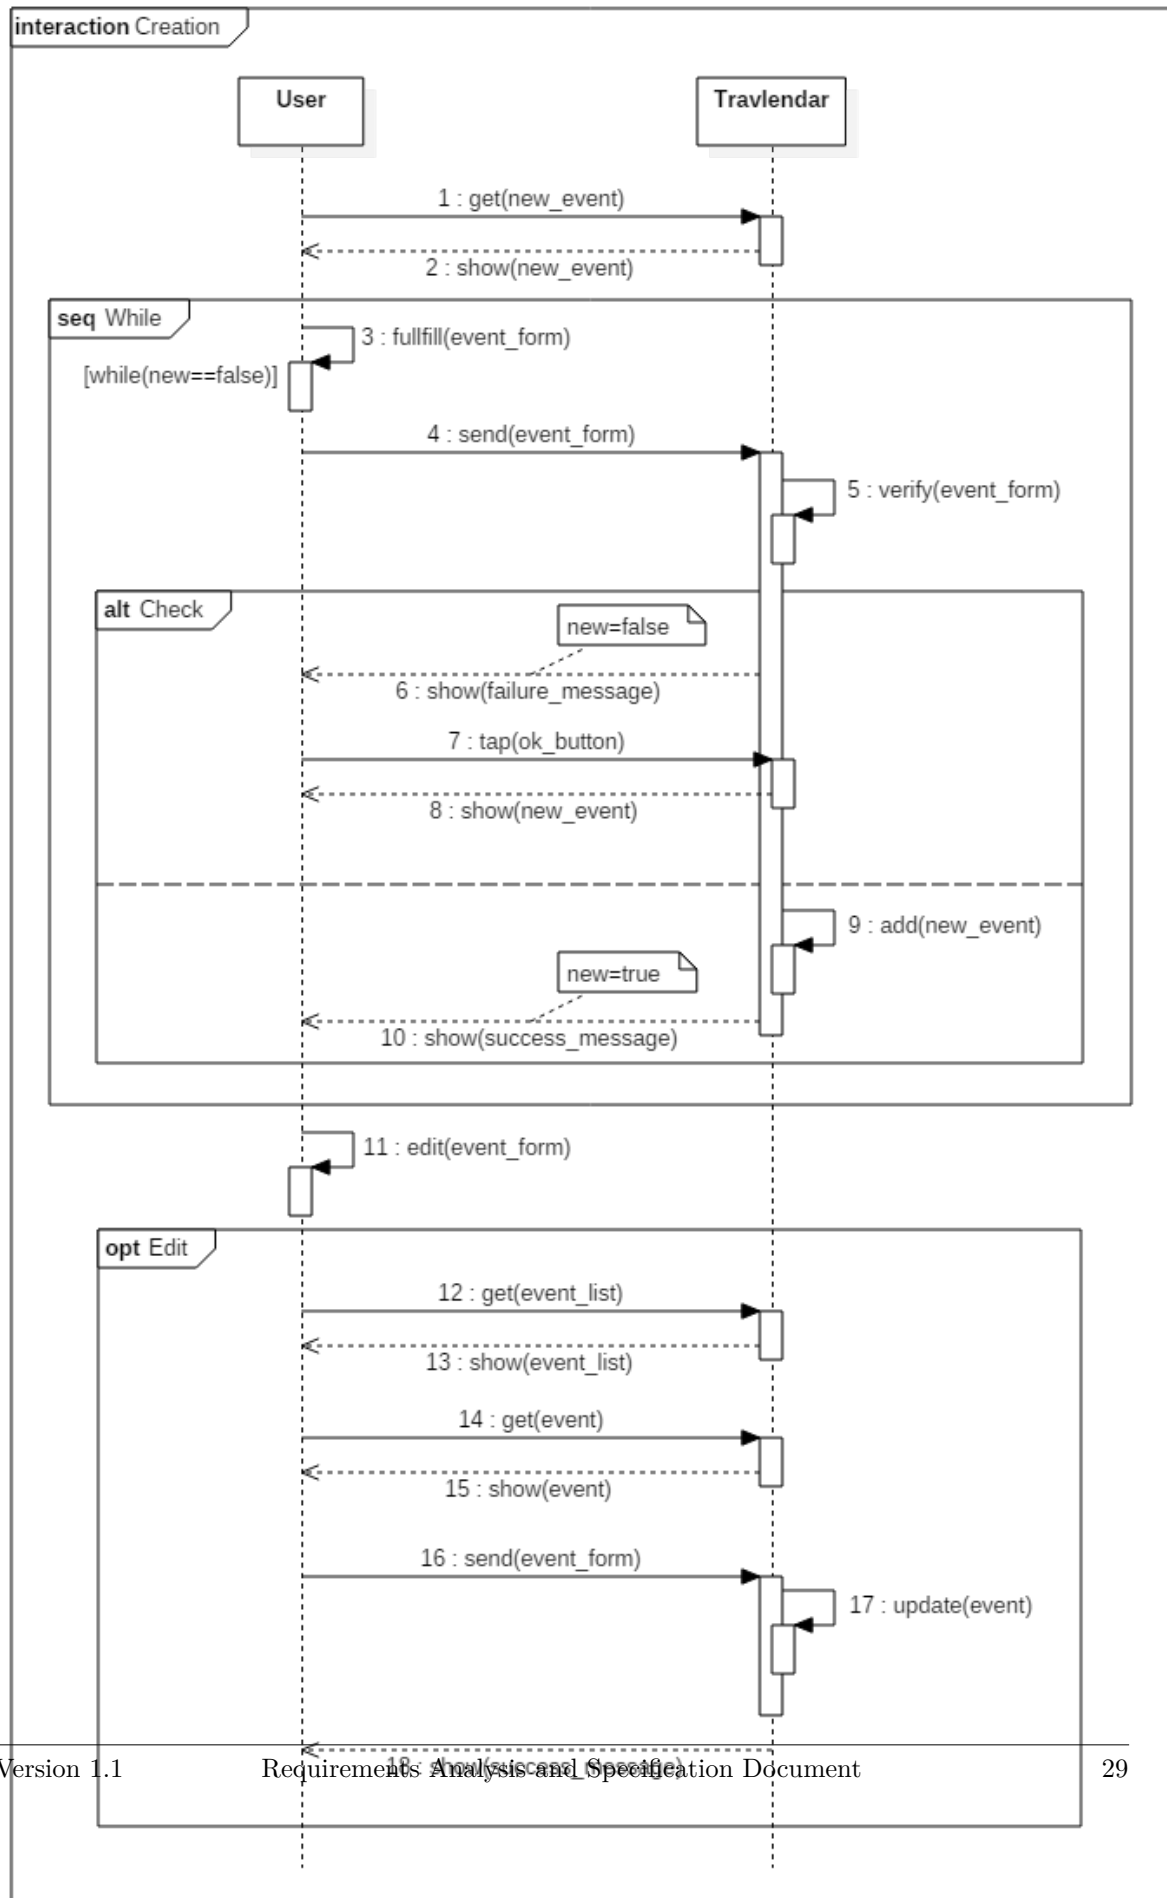 interaction Creation
User
Travlendar
1 : get(new_event)
2 : show(new_event)
seq While
3 : fullfill(event_form)
[while(new==false)]
4 : send(event_form)
5 : verify(event_form)
alt Check
new=false
6 : show(failure_message)
7 : tap(ok_button)
8 : show(new_event)
9 : add(new_event)
new=true
10 : show(success_message)
11 : edit(event_form)
opt Edit
12 : get(event_list)
13 : show(event_list)
14 : get(event)
15 : show(event)
16 : send(event_form)
17 : update(event)
18 : show(success_message)
Version 1.1 Requirements Analysis and Specification Document 29